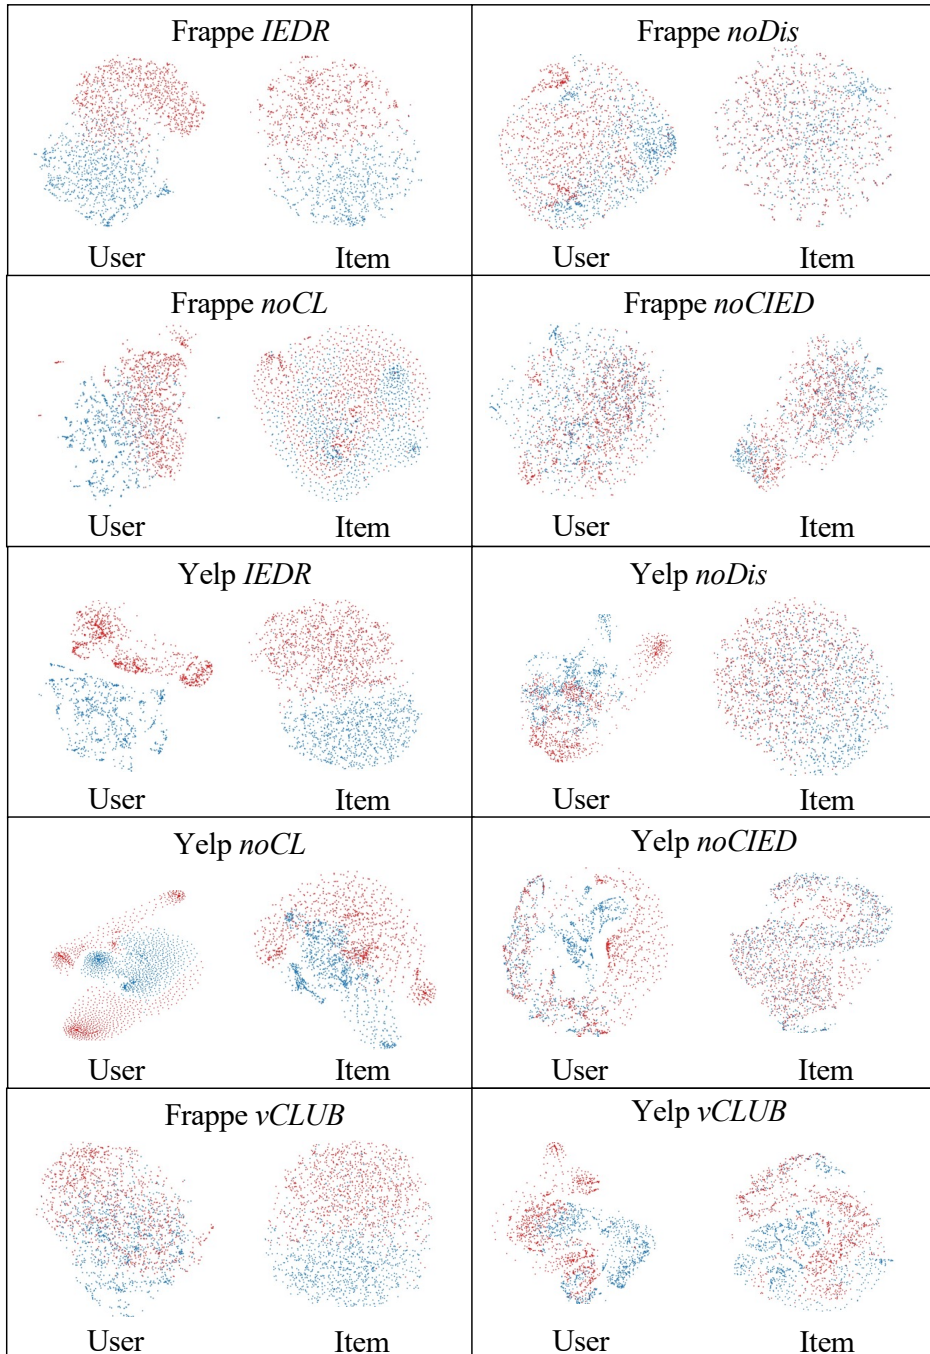 Frappe IEDR
User Item
Frappe noDis
User Item
Frappe noCL
User Item
Frappe noCIED
User Item
Yelp IEDR
User Item
Yelp noDis
User Item
Yelp noCL
User Item
Yelp noCIED
User Item
Frappe vCLUB
User Item
Yelp vCLUB
User Item